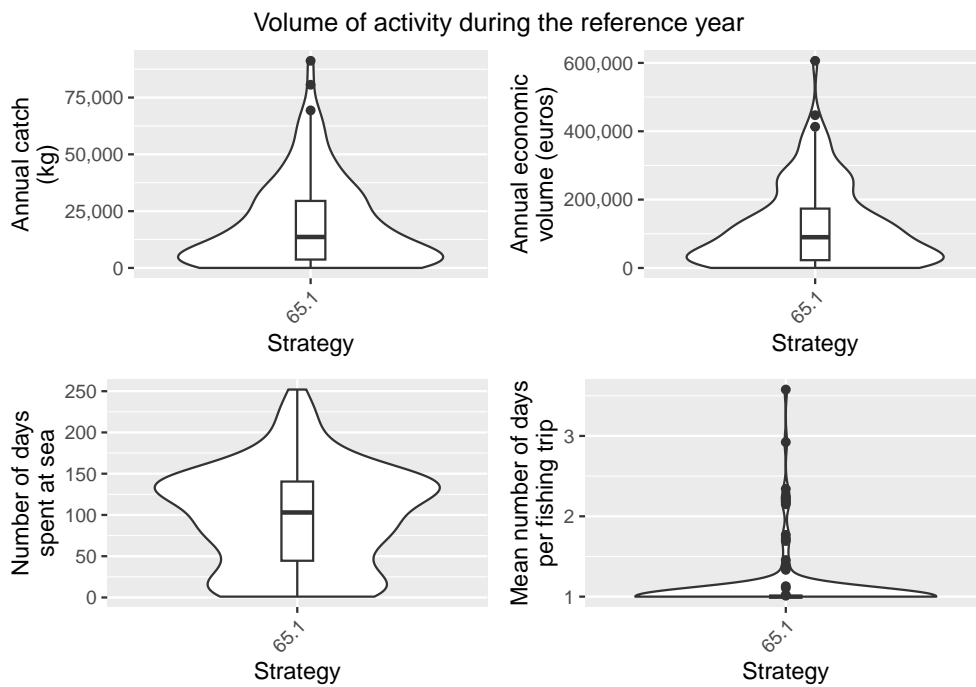 Volume of activity during the reference year
Annual catch
(kg)
75,000
50,000
25,000
0
65.1
Strategy
Annual economic
volume (euros)
600,000
400,000
200,000
0
65.1
Strategy
Number of days
spent at sea
250
200
150
100
50
0
65.1
Strategy
Mean number of days
per fishing trip
3
2
1
65.1
Strategy